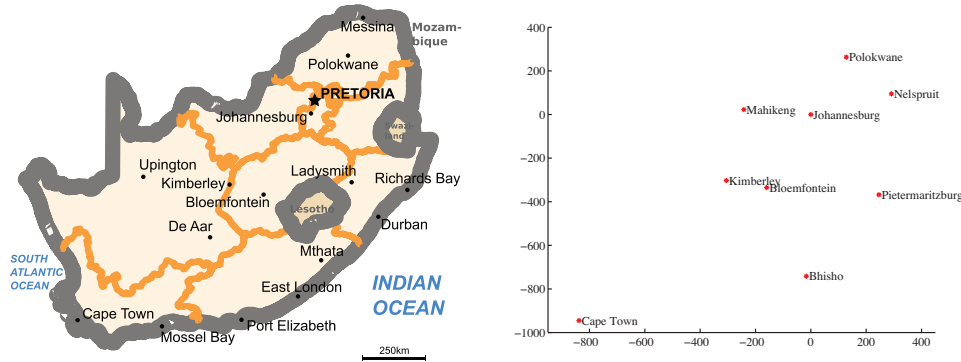 Messina
Mozam-
bique
Polokwane
PRETORIA
Johannesburg
Swazi-
land
Upington
Ladysmith
Kimberley
Richards Bay
Bloemfontein
Lesotho
De Aar
Durban
Mthata
SOUTH
ATLANTIC
OCEAN
East London
INDIAN
OCEAN
Cape Town
Port Elizabeth
Mossel Bay
250km
400
200
0
−200
−400
−600
−800
−1000
Polokwane
Nelspruit
Mahikeng
Johannesburg
Kimberley
Bloemfontein
Pietermaritzburg
Bhisho
Cape Town
−800 −600 −400 −200 0 200 400